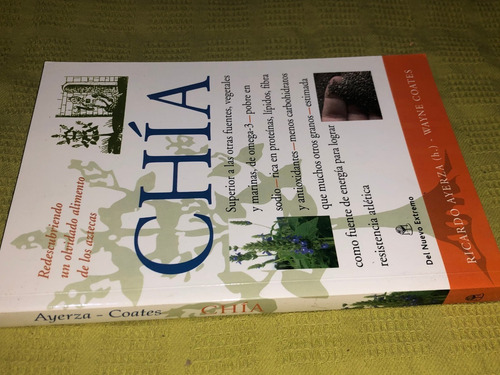 Redescubriendo
un olvidado alimento
de los aztecas
CHÍA
Superior a las otras fuentes, vegetales
y marinas, de omega-3—pobre en
sodio—rica en proteínas, lípidos, fibra
y antioxidantes—menos carbohidratos
que muchos otros granos—estimada
como fuente de energía para lograr
resistencia atlética
Del Nuevo Extremo
RICARDO AYERZA (h.) · WAYNE COATES
Ayerza - Coates CHÍA